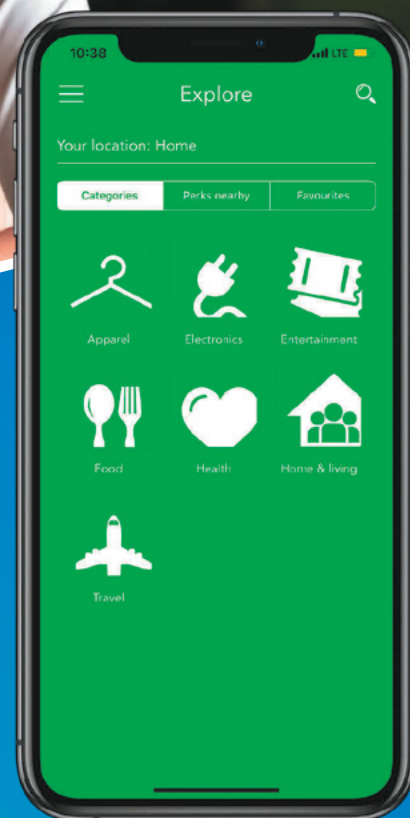 10:38 LTE
Explore
Your location: Home
Categories Perks nearby Favourites
Apparel Electronics Entertainment
Food Health Home & living
Travel